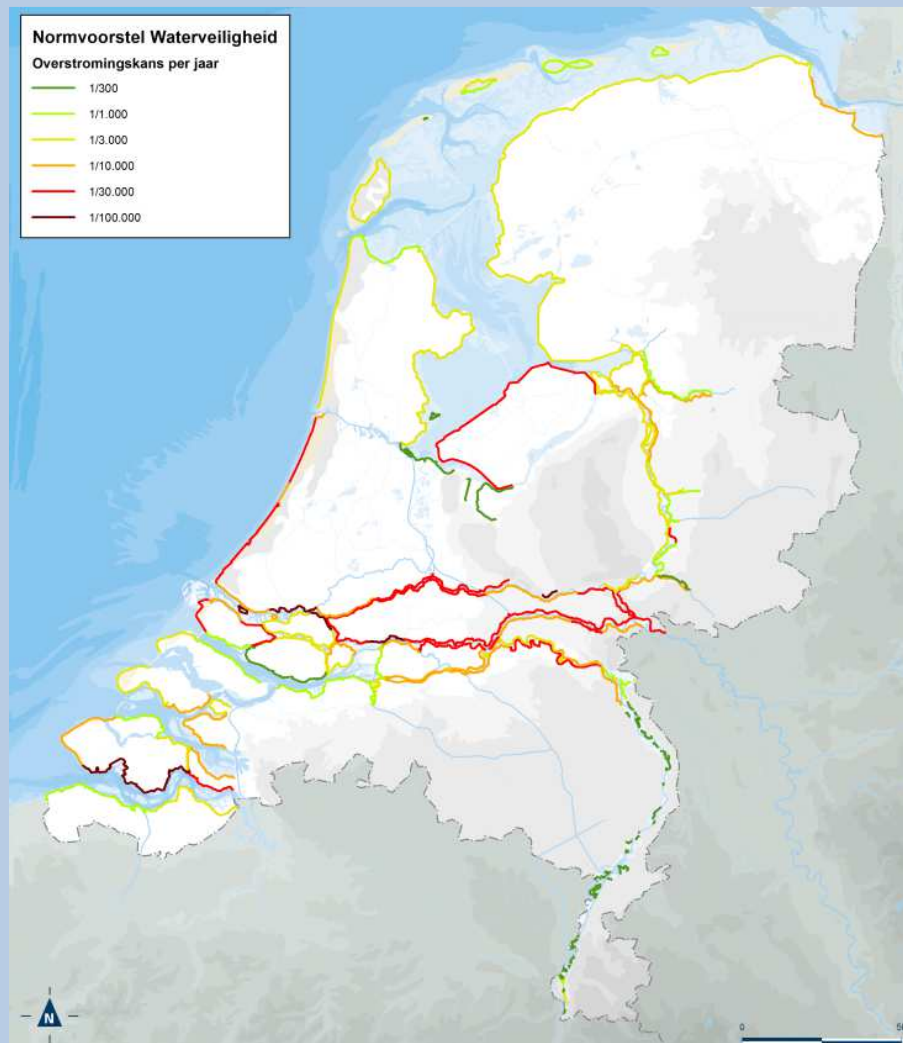 Normvoorstel Waterveiligheid
Overstromingskans per jaar
1/300
1/1.000
1/3.000
1/10.000
1/30.000
1/100.000
N
0